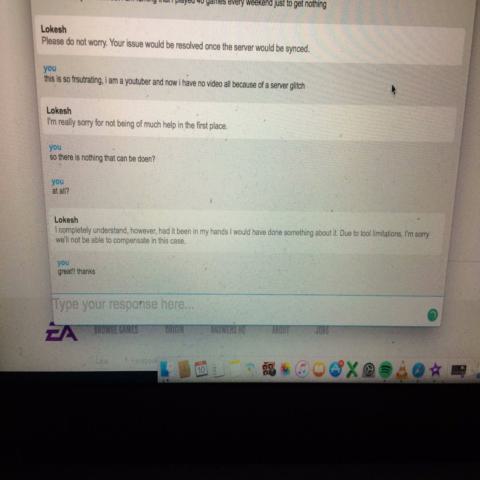 played 40 games every weekend just to get nothing
Lokesh
Please do not worry. Your issue would be resolved once the server would be synced.
you
this is so frsutrating, i am a youtuber and now i have no video all because of a server glitch
Lokesh
I'm really sorry for not being of much help in the first place.
you
so there is nothing that can be doen?
you
at all?
Lokesh
I completely understand, however, had it been in my hands I would have done something about it. Due to tool limitations, I'm sorry
we'll not be able to compensate in this case.
you
great!! thanks
Type your response here...
EA BROWSE GAMES ORIGIN ANSWERS HQ ABOUT JOBS
Like
10